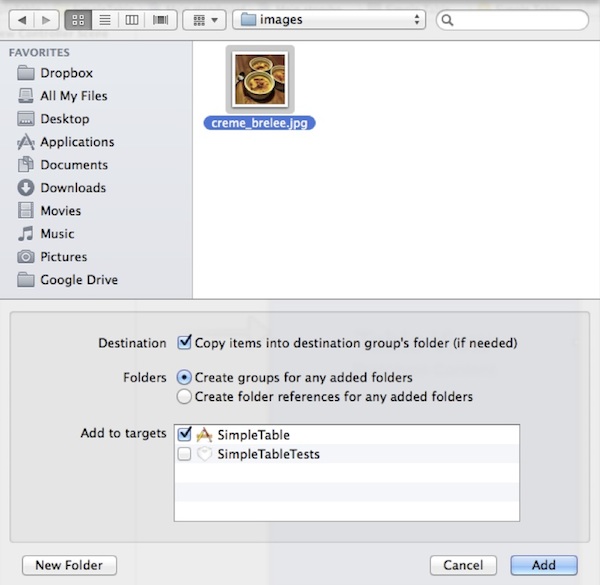 images
FAVORITES
Dropbox
All My Files
Desktop
Applications
Documents
Downloads
Movies
Music
Pictures
Google Drive
creme_brelee.jpg
Destination Copy items into destination group's folder (if needed)
Folders Create groups for any added folders
Create folder references for any added folders
Add to targets SimpleTable
SimpleTableTests
New Folder Cancel Add